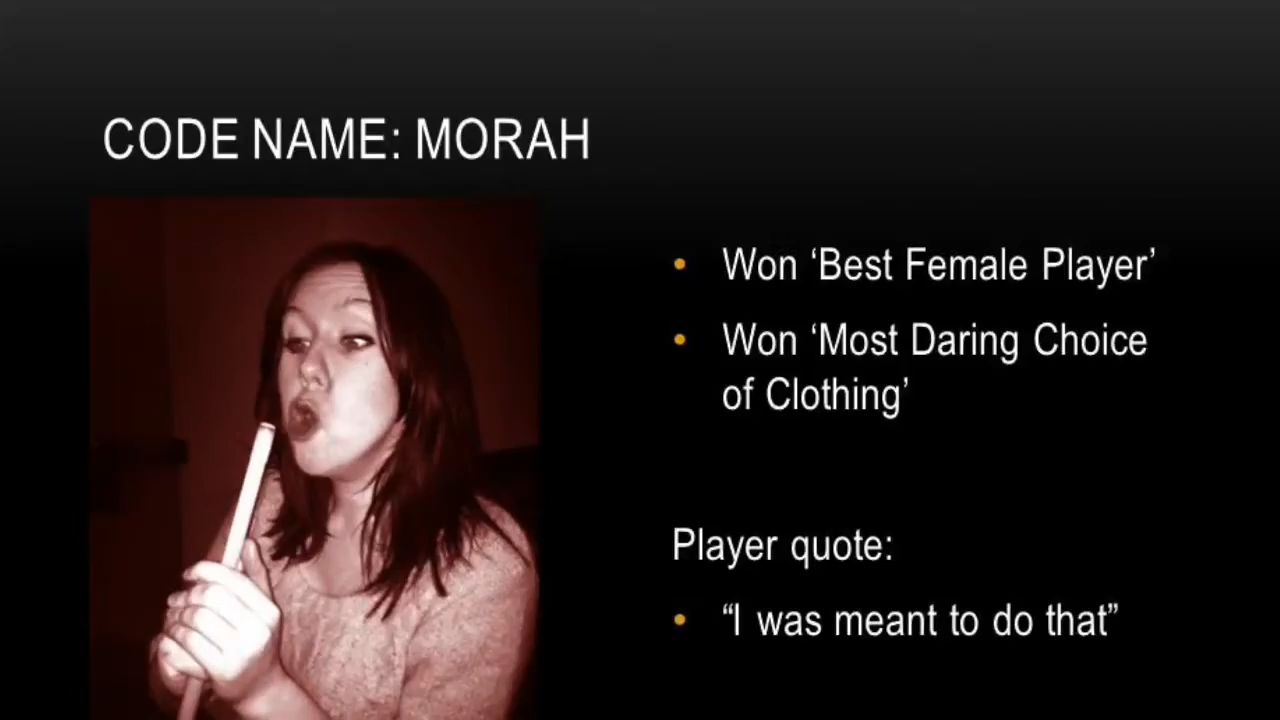 CODE NAME: MORAH
• Won ‘Best Female Player’
• Won ‘Most Daring Choice
of Clothing’
Player quote:
• “I was meant to do that”